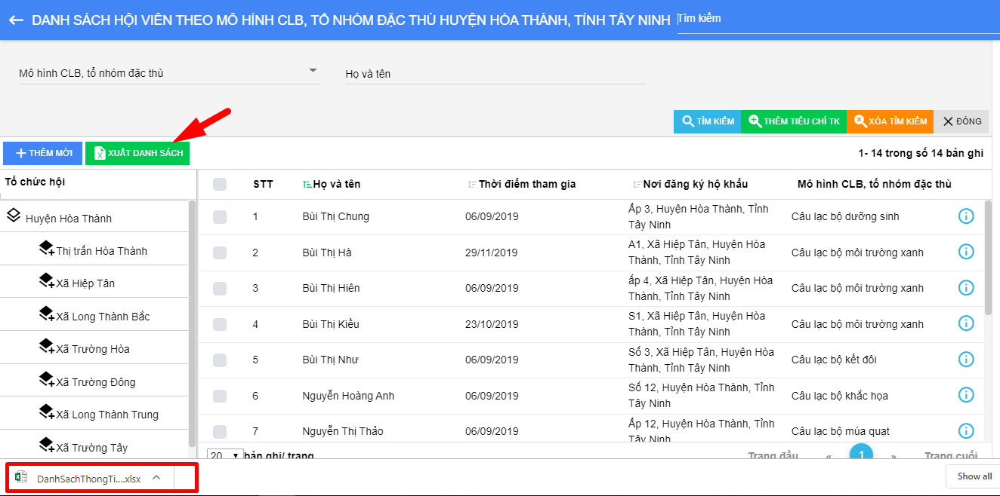 DANH SÁCH HỘI VIÊN THEO MÔ HÌNH CLB, TỔ NHÓM ĐẶC THÙ HUYỆN HÒA THÀNH, TỈNH TÂY NINH
Tìm kiếm
Mô hình CLB, tổ nhóm đặc thù
Họ và tên
TÌM KIẾM
THÊM TIÊU CHÍ TK
XÓA TÌM KIẾM
ĐÓNG
THÊM MỚI
XUẤT DANH SÁCH
1- 14 trong số 14 bản ghi
Tổ chức hội
Huyện Hòa Thành
Thị trấn Hòa Thành
Xã Hiệp Tân
Xã Long Thành Bắc
Xã Trường Hòa
Xã Trường Đông
Xã Long Thành Trung
Xã Trường Tây
STT Họ và tên Thời điểm tham gia Nơi đăng ký hộ khẩu Mô hình CLB, tổ nhóm đặc thù
1 Bùi Thị Chung 06/09/2019 Ấp 3, Huyện Hòa Thành, Tỉnh
Tây Ninh
Câu lạc bộ dưỡng sinh
2 Bùi Thị Hà 29/11/2019 A1, Xã Hiệp Tân, Huyện Hòa
Thành, Tỉnh Tây Ninh
Câu lạc bộ môi trường xanh
3 Bùi Thị Hiên 06/09/2019 ấp 4, Xã Hiệp Tân, Huyện Hòa
Thành, Tỉnh Tây Ninh
Câu lạc bộ môi trường xanh
4 Bùi Thị Kiều 23/10/2019 S1, Xã Hiệp Tân, Huyện Hòa
Thành, Tỉnh Tây Ninh
Câu lạc bộ môi trường xanh
5 Bùi Thị Như 06/09/2019 Số 3, Xã Hiệp Tân, Huyện Hòa
Thành, Tỉnh Tây Ninh
Câu lạc bộ kết đôi
6 Nguyễn Hoàng Anh 06/09/2019 Số 12, Huyện Hòa Thành, Tỉnh
Tây Ninh
Câu lạc bộ khắc họa
7 Nguyễn Thị Thảo 06/09/2019 Ấp 12, Huyện Hòa Thành, Tỉnh
Tây Ninh
Câu lạc bộ múa quạt
20 bản ghi/ trang
Trang đầu « 1 » Trang cuối
DanhSachThongTi....xlsx
Show all